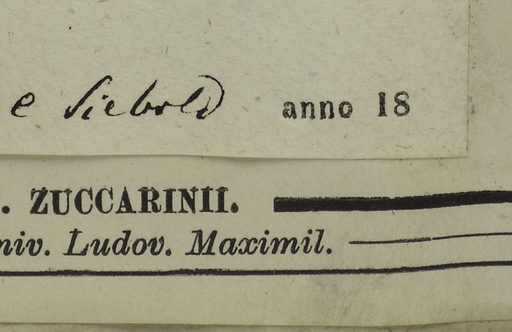 e Siebold anno 18
. ZUCCARINII.
niv. Ludov. Maximil.